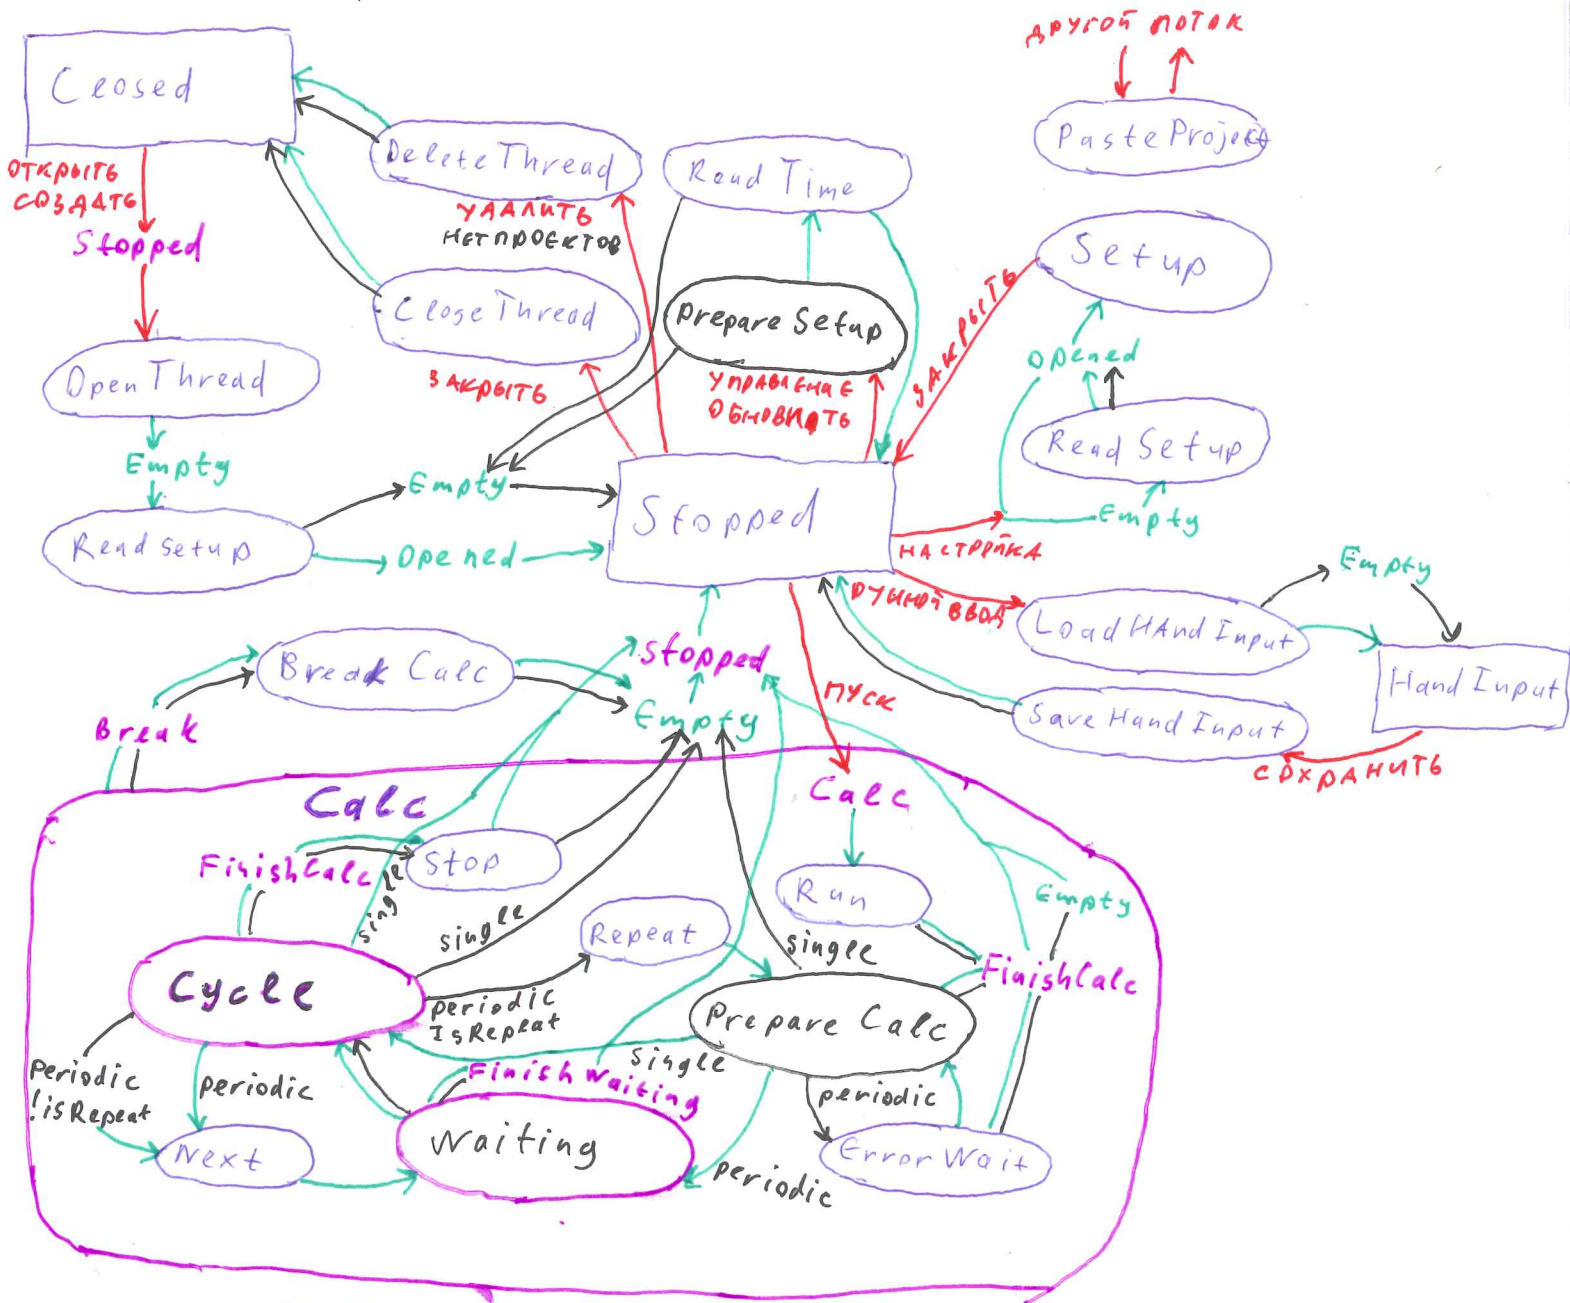 ДРУГОЙ ПОТОК
Closed
PasteProject
DeleteThread
Read Time
ОТКРЫТЬ
СОЗДАТЬ
УДАЛИТЬ
НЕТ ПРОЕКТОВ
Stopped
Setup
CloseThread
Prepare Setup
ЗАКРЫТЬ
OpenThread
ЗАКРЫТЬ
УПРАВЛЕНИЕ
ОБНОВИТЬ
Opened
Empty
Read Setup
Empty
Stopped
Empty
Read Setup
Opened
НАСТРОЙКА
Empty
РУЧНОЙ ВВОД
Load HAnd Input
Break Calc
Stopped
Hand Input
ПУСК
Save Hand Input
Break
Empty
СОХРАНИТЬ
Calc
Calc
FinishCalc
Stop
single
single
Run
Empty
Repeat
single
FinishCalc
Cycle
periodic
IsRepeat
Prepare Calc
single
periodic
!isRepeat
periodic
Finish Waiting
periodic
Next
Waiting
ErrorWait
periodic